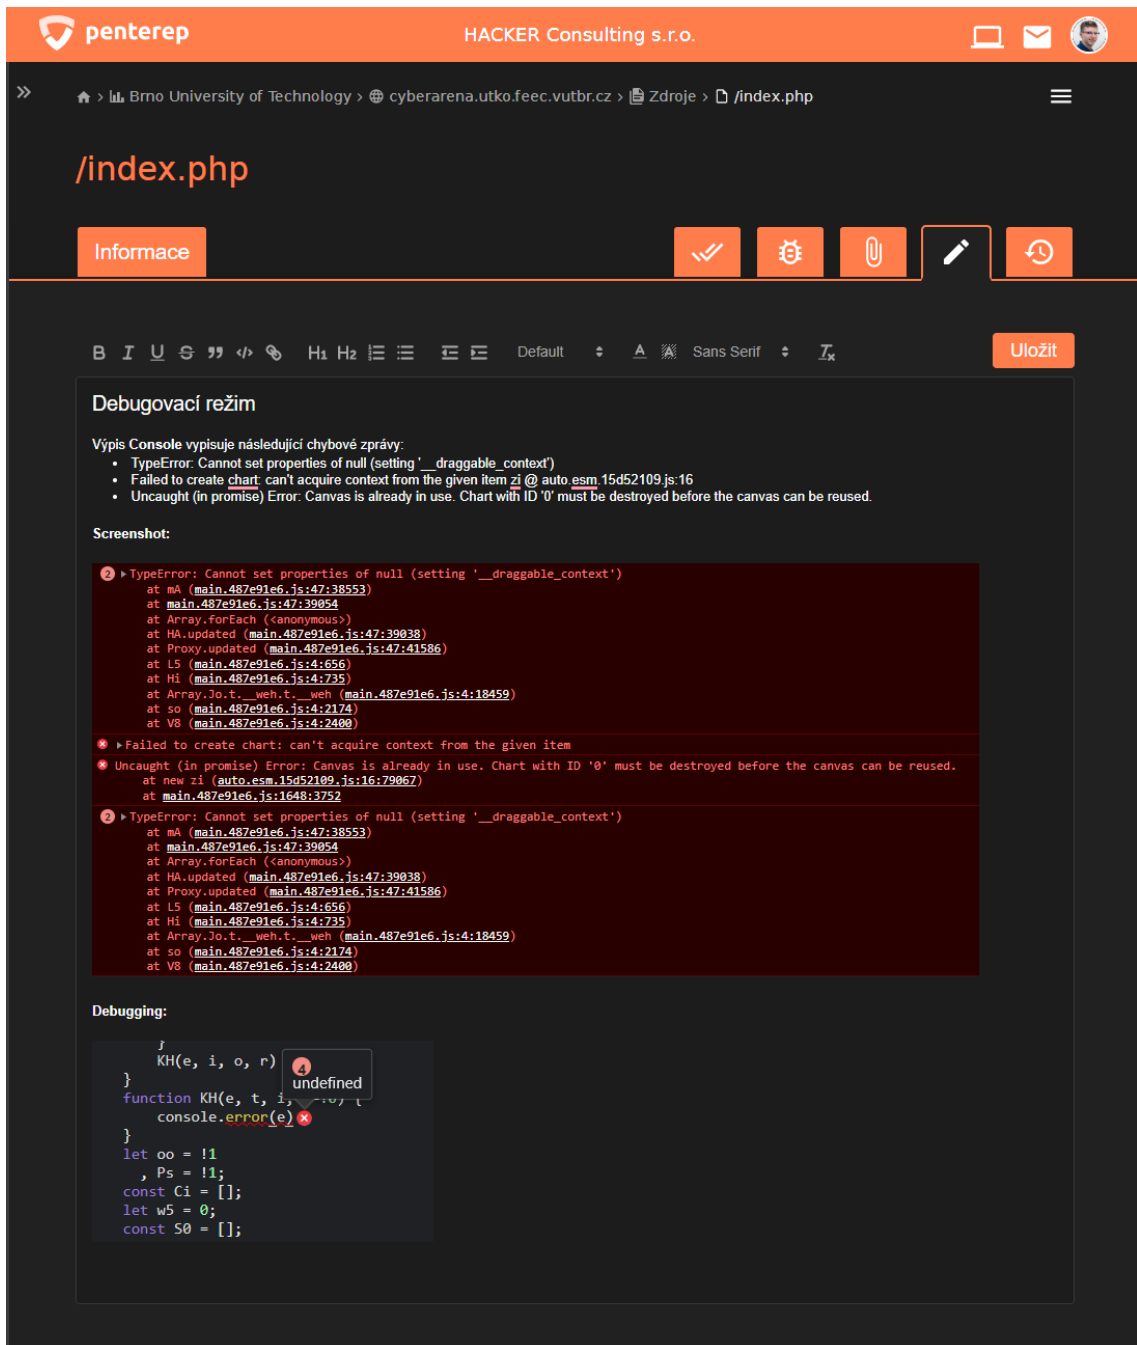 penterep
HACKER Consulting s.r.o.
Brno University of Technology > cyberarena.utko.feec.vutbr.cz > Zdroje > /index.php
/index.php
Informace
B I U S H1 H2 Default A A Sans Serif Tx
Uložit
Debugovací režim
Výpis Console vypisuje následující chybové zprávy:
• TypeError: Cannot set properties of null (setting '__draggable_context')
• Failed to create chart: can't acquire context from the given item zi @ auto.esm.15d52109.js:16
• Uncaught (in promise) Error: Canvas is already in use. Chart with ID '0' must be destroyed before the canvas can be reused.
Screenshot:
2 TypeError: Cannot set properties of null (setting '__draggable_context')
at mA (main.487e91e6.js:47:38553)
at main.487e91e6.js:47:39054
at Array.forEach (<anonymous>)
at HA.updated (main.487e91e6.js:47:39038)
at Proxy.updated (main.487e91e6.js:47:41586)
at L5 (main.487e91e6.js:4:656)
at Hi (main.487e91e6.js:4:735)
at Array.Jo.t.__weh.t.__weh (main.487e91e6.js:4:18459)
at so (main.487e91e6.js:4:2174)
at V8 (main.487e91e6.js:4:2400)
Failed to create chart: can't acquire context from the given item
Uncaught (in promise) Error: Canvas is already in use. Chart with ID '0' must be destroyed before the canvas can be reused.
at new zi (auto.esm.15d52109.js:16:79067)
at main.487e91e6.js:1648:3752
2 TypeError: Cannot set properties of null (setting '__draggable_context')
at mA (main.487e91e6.js:47:38553)
at main.487e91e6.js:47:39054
at Array.forEach (<anonymous>)
at HA.updated (main.487e91e6.js:47:39038)
at Proxy.updated (main.487e91e6.js:47:41586)
at L5 (main.487e91e6.js:4:656)
at Hi (main.487e91e6.js:4:735)
at Array.Jo.t.__weh.t.__weh (main.487e91e6.js:4:18459)
at so (main.487e91e6.js:4:2174)
at V8 (main.487e91e6.js:4:2400)
Debugging:
}
KH(e, i, o, r)
4
undefined
}
function KH(e, t, i,
console.error(e)
}
let oo = !1
, Ps = !1;
const Ci = [];
let w5 = 0;
const S0 = [];